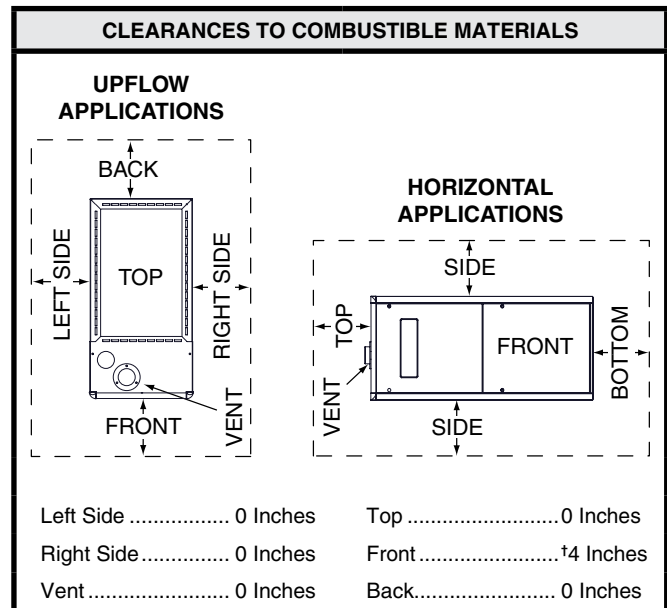 CLEARANCES TO COMBUSTIBLE MATERIALS
UPFLOW
APPLICATIONS
BACK
LEFT SIDE
TOP
RIGHT SIDE
FRONT
VENT
HORIZONTAL
APPLICATIONS
SIDE
TOP
FRONT
BOTTOM
VENT
SIDE
Left Side .................. 0 Inches
Right Side................ 0 Inches
Vent ......................... 0 Inches
Top ...........................0 Inches
Front ........................†4 Inches
Back......................... 0 Inches